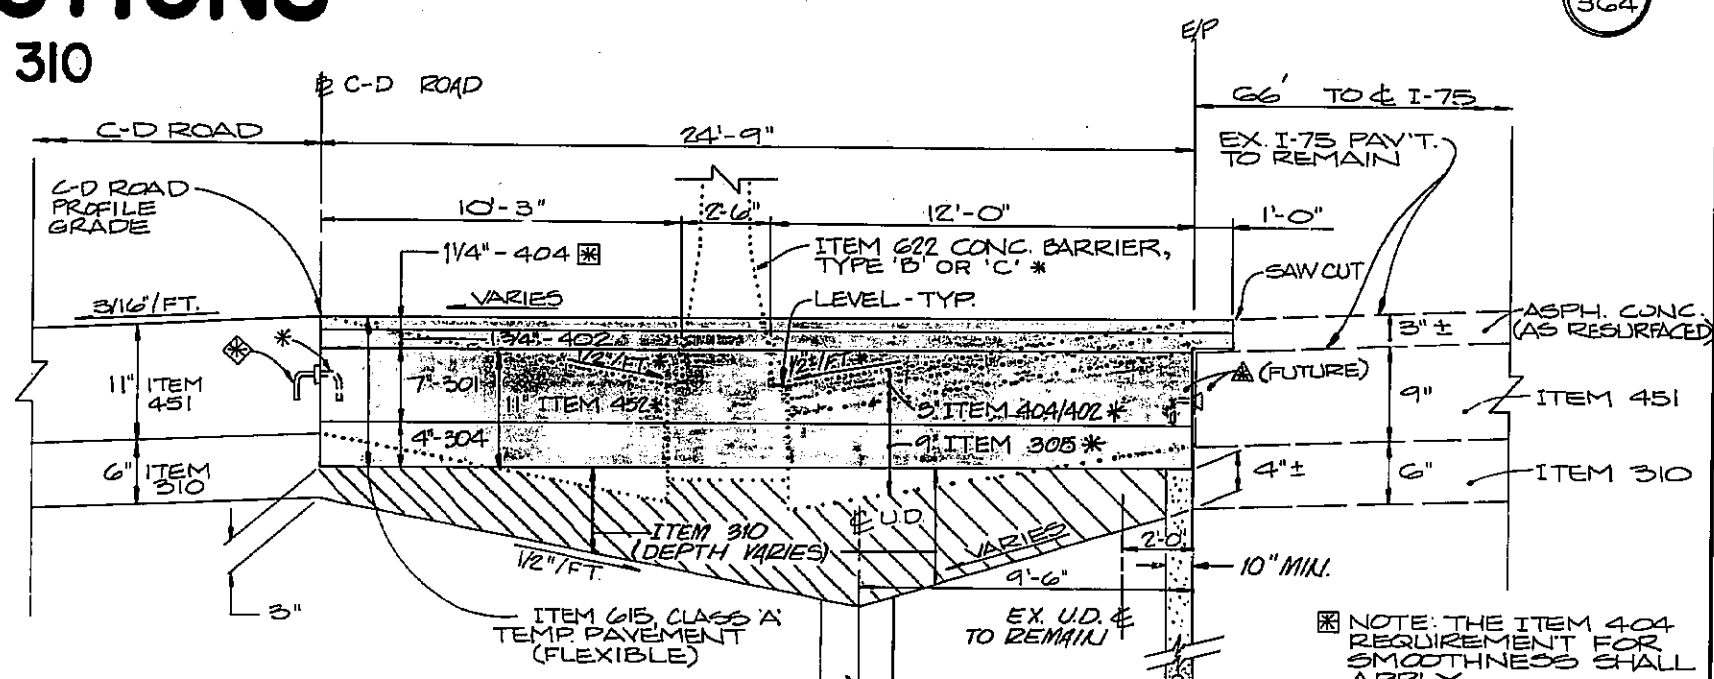 310
364
E/P
℄ C-D ROAD
66' TO ℄ I-75
C-D ROAD
24'-9"
EX. I-75 PAV'T.
TO REMAIN
C-D ROAD
PROFILE
GRADE
10'-3"
2'-6"
12'-0"
1'-0"
1 1/4" - 404 ※
ITEM 622 CONC. BARRIER,
TYPE 'B' OR 'C' *
SAW CUT
VARIES
LEVEL - TYP.
3/16"/FT.
3" ±
ASPH. CONC.
(AS RESURFACED)
1 3/4" - 402
1/2"/FT. *
1/2"/FT. *
*
*
(FUTURE)
11" ITEM
451
7"-301
11" ITEM 452 *
3" ITEM 404/402 *
9"
ITEM 451
4"-304
9" ITEM 305 *
6" ITEM
310
4" ±
6"
ITEM 310
℄ U.D.
ITEM 310
(DEPTH VARIES)
VARIES
2'-0"
1/2"/FT.
9'-6"
10" MIN.
3"
ITEM 615, CLASS 'A'
TEMP. PAVEMENT
(FLEXIBLE)
EX. U.D. ℄
TO REMAIN
※ NOTE: THE ITEM 404
REQUIREMENT FOR
SMOOTHNESS SHALL
APPLY